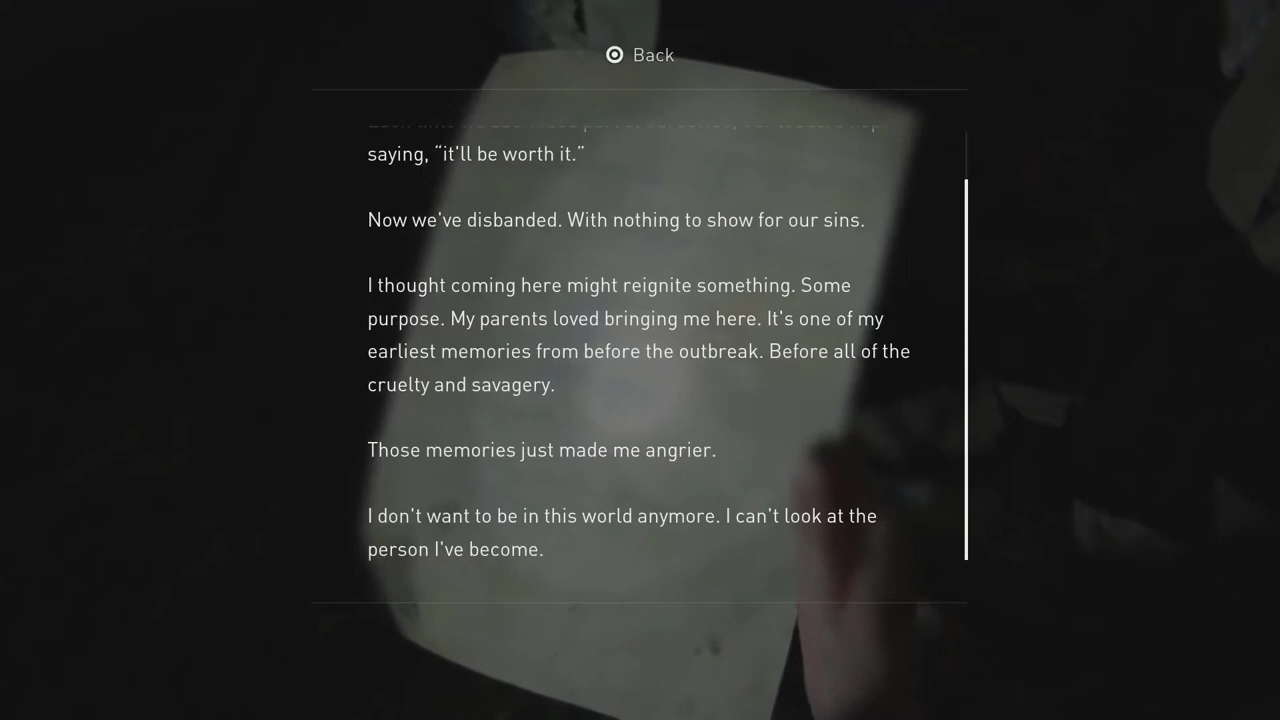 Back
saying, “it'll be worth it.”
Now we've disbanded. With nothing to show for our sins.
I thought coming here might reignite something. Some
purpose. My parents loved bringing me here. It's one of my
earliest memories from before the outbreak. Before all of the
cruelty and savagery.
Those memories just made me angrier.
I don't want to be in this world anymore. I can't look at the
person I've become.